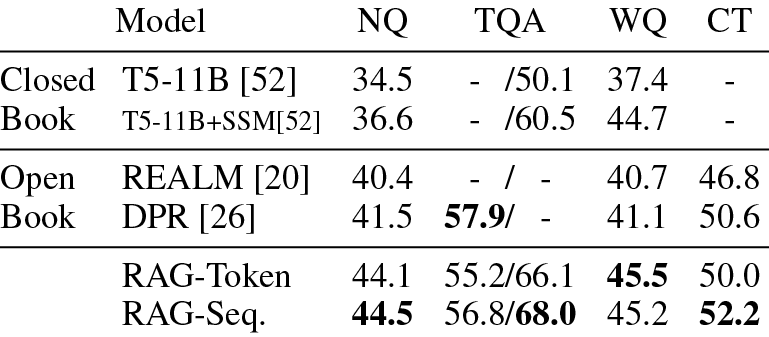 Model NQ TQA WQ CT
Closed T5-11B [52] 34.5 - /50.1 37.4 -
Book T5-11B+SSM[52] 36.6 - /60.5 44.7 -
Open REALM [20] 40.4 - / - 40.7 46.8
Book DPR [26] 41.5 57.9/ - 41.1 50.6
RAG-Token 44.1 55.2/66.1 45.5 50.0
RAG-Seq. 44.5 56.8/68.0 45.2 52.2